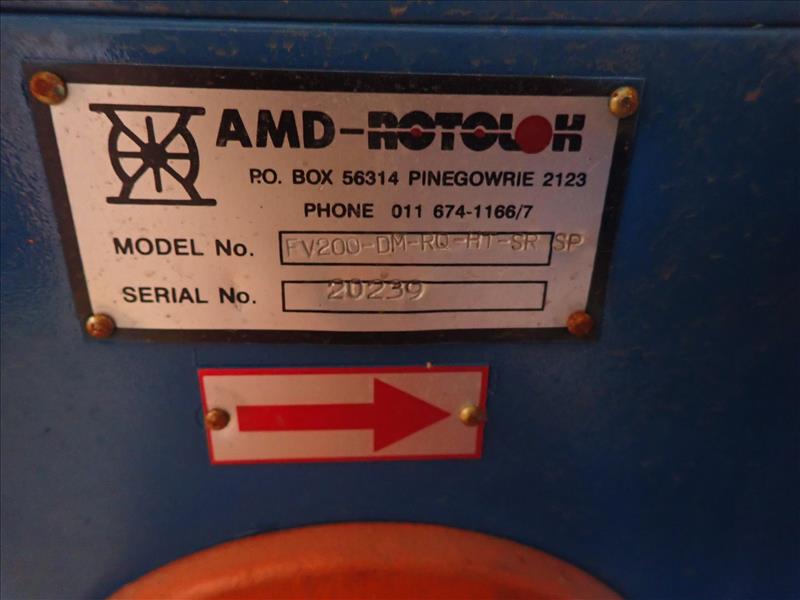 AMD-ROTOLOK
P.O. BOX 56314 PINEGOWRIE 2123
PHONE 011 674-1166/7
MODEL No. FV200-DM-RQ-HT-SR SP
SERIAL No. 20239